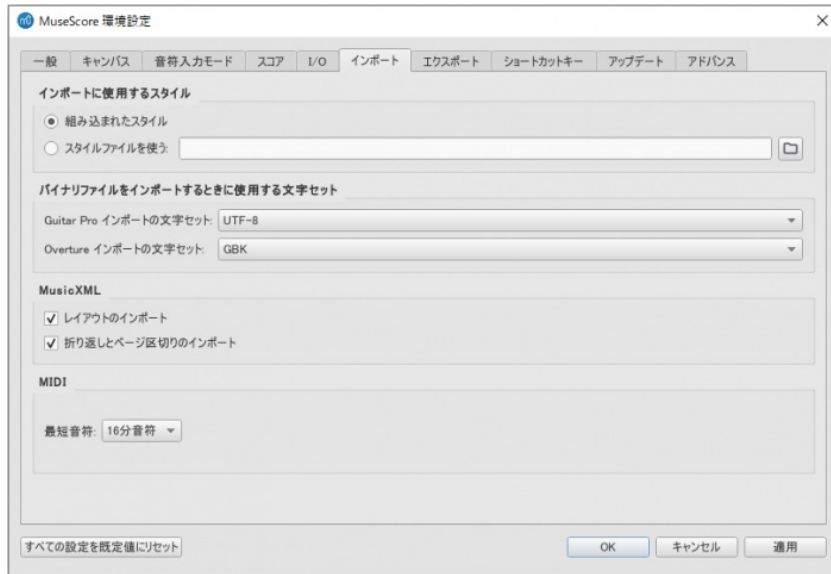 MuseScore 環境設定
一般 キャンバス 音符入力モード スコア I/O インポート エクスポート ショートカットキー アップデート アドバンス
インポートに使用するスタイル
組み込まれたスタイル
スタイルファイルを使う:
バイナリファイルをインポートするときに使用する文字セット
Guitar Pro インポートの文字セット: UTF-8
Overture インポートの文字セット: GBK
MusicXML
レイアウトのインポート
折り返しとページ区切りのインポート
MIDI
最短音符: 16分音符
すべての設定を既定値にリセット OK キャンセル 適用